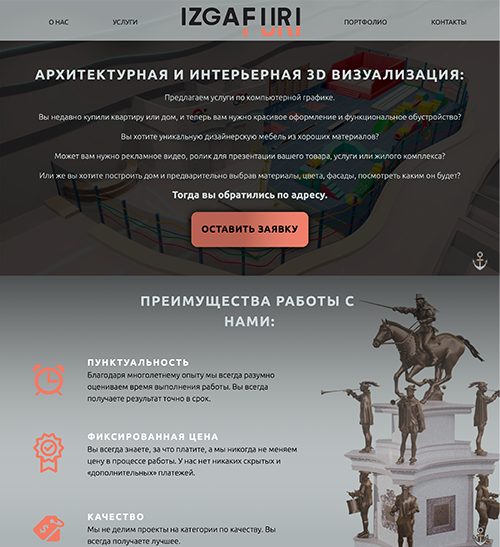 О НАС
УСЛУГИ
IZGAFIIRI
ПОРТФОЛИО
КОНТАКТЫ
АРХИТЕКТУРНАЯ И ИНТЕРЬЕРНАЯ 3D ВИЗУАЛИЗАЦИЯ:
Предлагаем услуги по компьютерной графике.
Вы недавно купили квартиру или дом, и теперь вам нужно красивое оформление и функциональное обустройство?
Вы хотите уникальную дизайнерскую мебель из хороших материалов?
Может вам нужно рекламное видео, ролик для презентации вашего товара, услуги или жилого комплекса?
Или же вы хотите построить дом и предварительно выбрав материалы, цвета, фасады, посмотреть каким он будет?
Тогда вы обратились по адресу.
ОСТАВИТЬ ЗАЯВКУ
ПРЕИМУЩЕСТВА РАБОТЫ С
НАМИ:
ПУНКТУАЛЬНОСТЬ
Благодаря многолетнему опыту мы всегда разумно
оцениваем время выполнения работы. Вы всегда
получаете результат точно в срок.
ФИКСИРОВАННАЯ ЦЕНА
Вы всегда знаете, за что платите, а мы никогда не меняем
цену в процессе работы. У нас нет никаких скрытых и
«дополнительных» платежей.
КАЧЕСТВО
Мы не делим проекты на категории по качеству. Вы
всегда получаете лучшее.